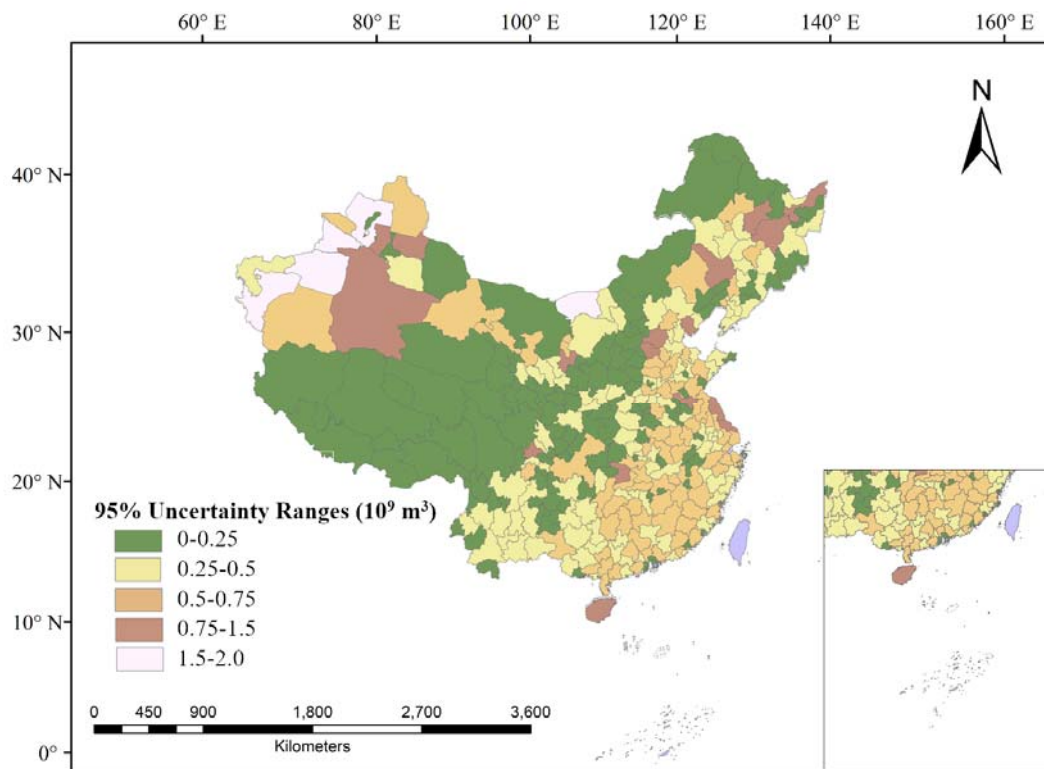 60° E 80° E 100° E 120° E 140° E 160° E
N
40° N
30° N
20° N
95% Uncertainty Ranges (10⁹ m³)
0-0.25
0.25-0.5
0.5-0.75
0.75-1.5
1.5-2.0
10° N
0 450 900 1,800 2,700 3,600
Kilometers
0°